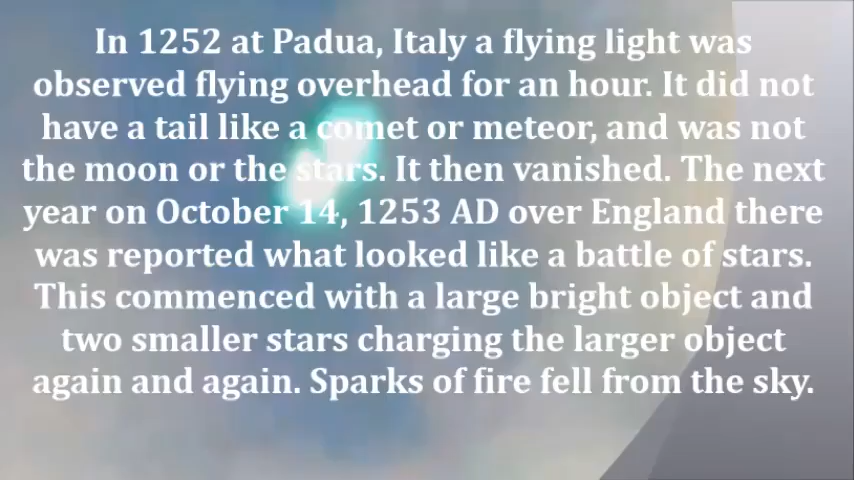 In 1252 at Padua, Italy a flying light was
observed flying overhead for an hour. It did not
have a tail like a comet or meteor, and was not
the moon or the stars. It then vanished. The next
year on October 14, 1253 AD over England there
was reported what looked like a battle of stars.
This commenced with a large bright object and
two smaller stars charging the larger object
again and again. Sparks of fire fell from the sky.